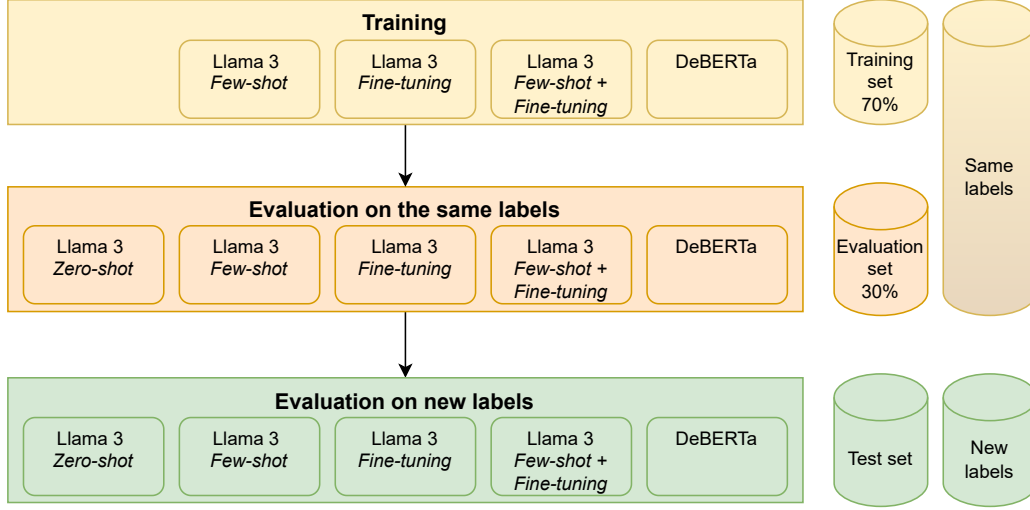 Training
Llama 3
Few-shot
Llama 3
Fine-tuning
Llama 3
Few-shot +
Fine-tuning
DeBERTa
Training
set
70%
Same
labels
Evaluation on the same labels
Llama 3
Zero-shot
Llama 3
Few-shot
Llama 3
Fine-tuning
Llama 3
Few-shot +
Fine-tuning
DeBERTa
Evaluation
set
30%
Evaluation on new labels
Llama 3
Zero-shot
Llama 3
Few-shot
Llama 3
Fine-tuning
Llama 3
Few-shot +
Fine-tuning
DeBERTa
Test set
New
labels